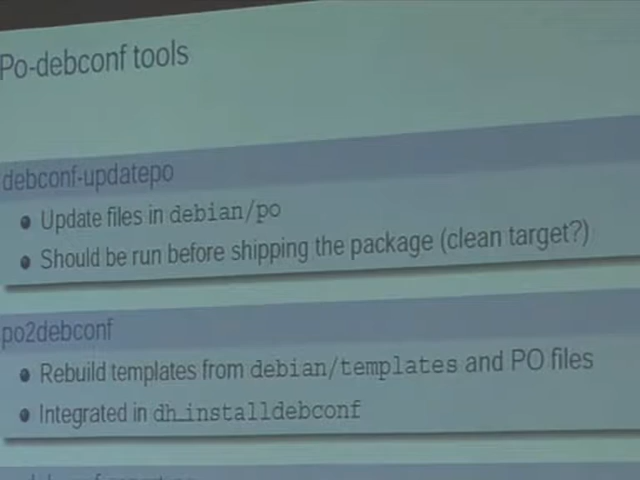 Po-debconf tools
debconf-updatepo
Update files in debian/po
Should be run before shipping the package (clean target?)
po2debconf
Rebuild templates from debian/templates and PO files
Integrated in dh_installdebconf